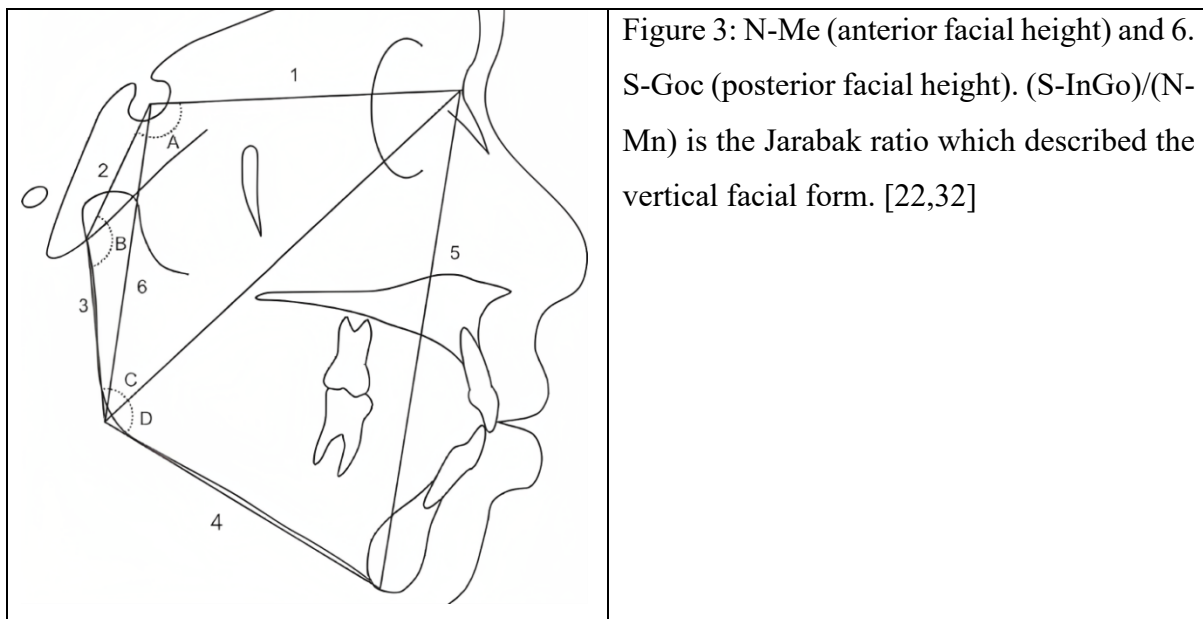 1
A
2
B
6
3
5
C
D
4
Figure 3: N-Me (anterior facial height) and 6.
S-Goc (posterior facial height). (S-InGo)/(N-
Mn) is the Jarabak ratio which described the
vertical facial form. [22,32]